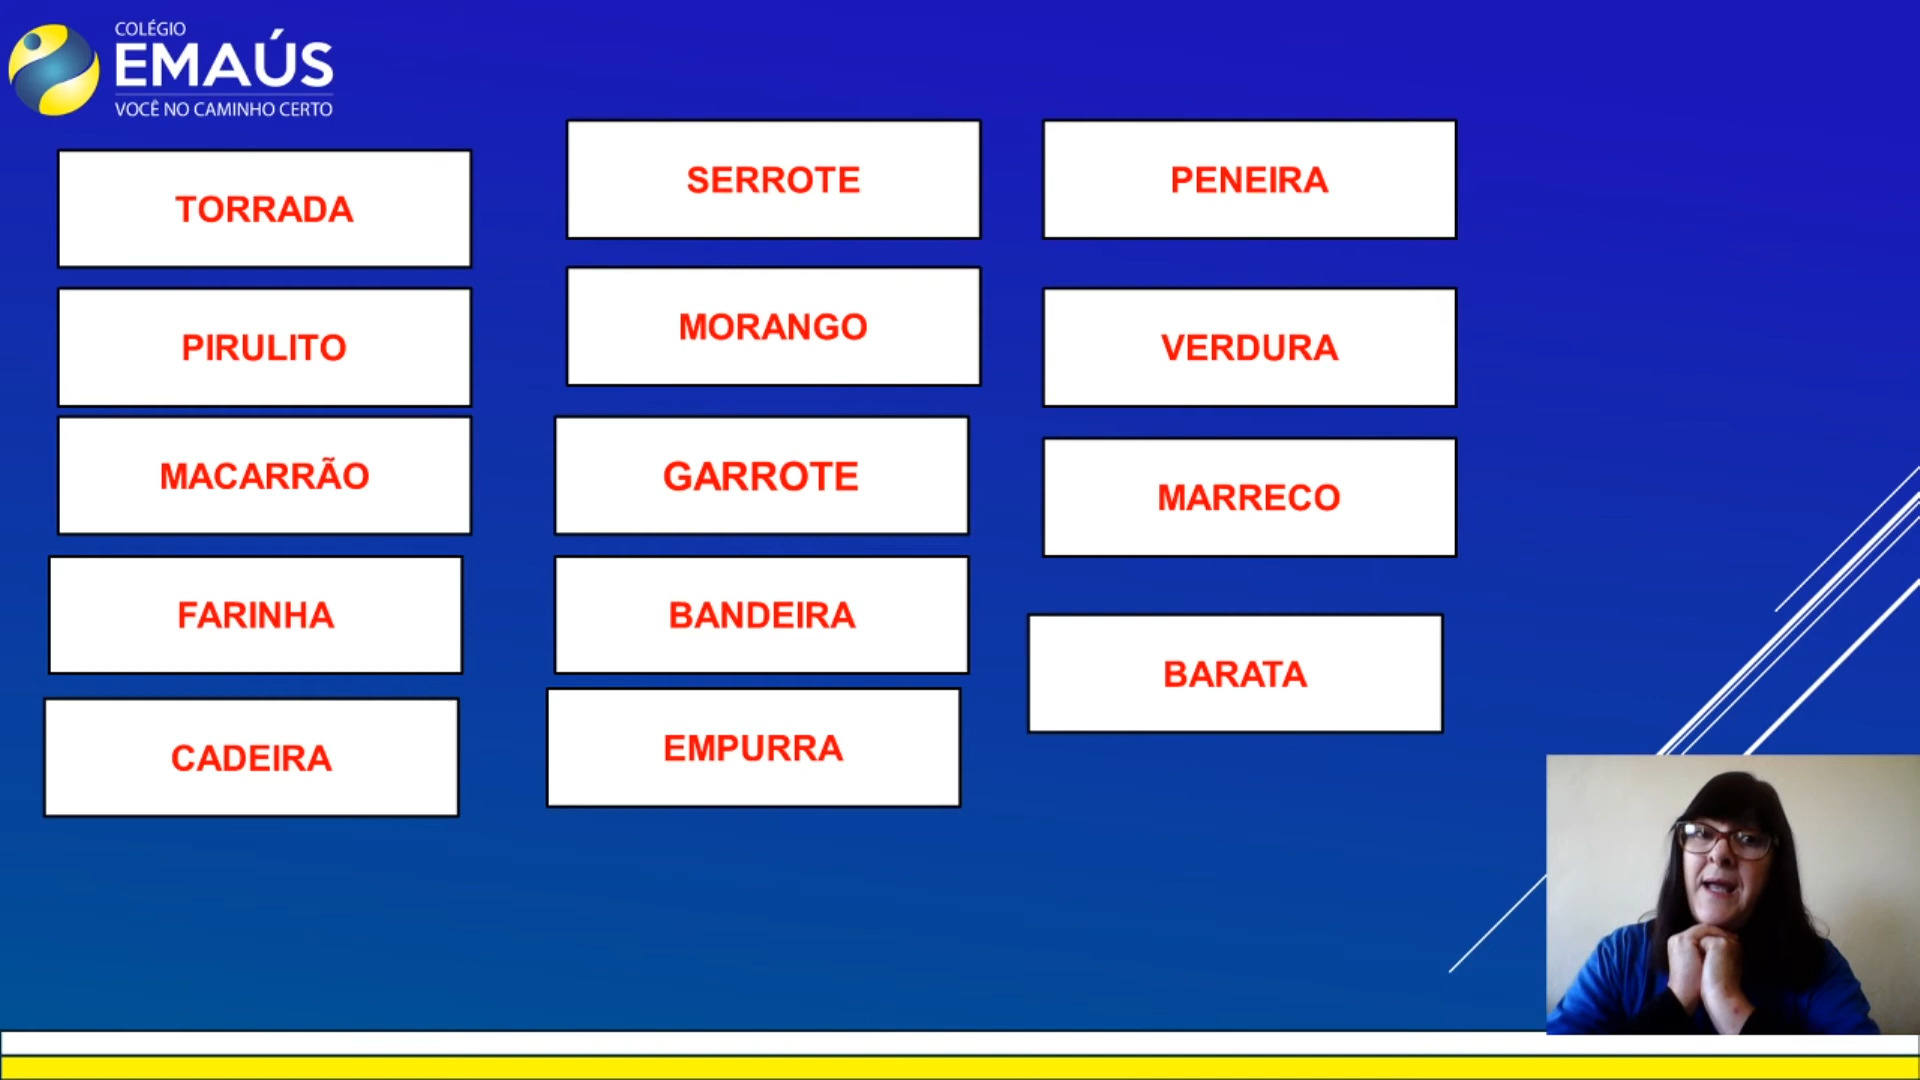 COLÉGIO
EMAÚS
VOCÊ NO CAMINHO CERTO
TORRADA
PIRULITO
MACARRÃO
FARINHA
CADEIRA
SERROTE
MORANGO
GARROTE
BANDEIRA
EMPURRA
PENEIRA
VERDURA
MARRECO
BARATA